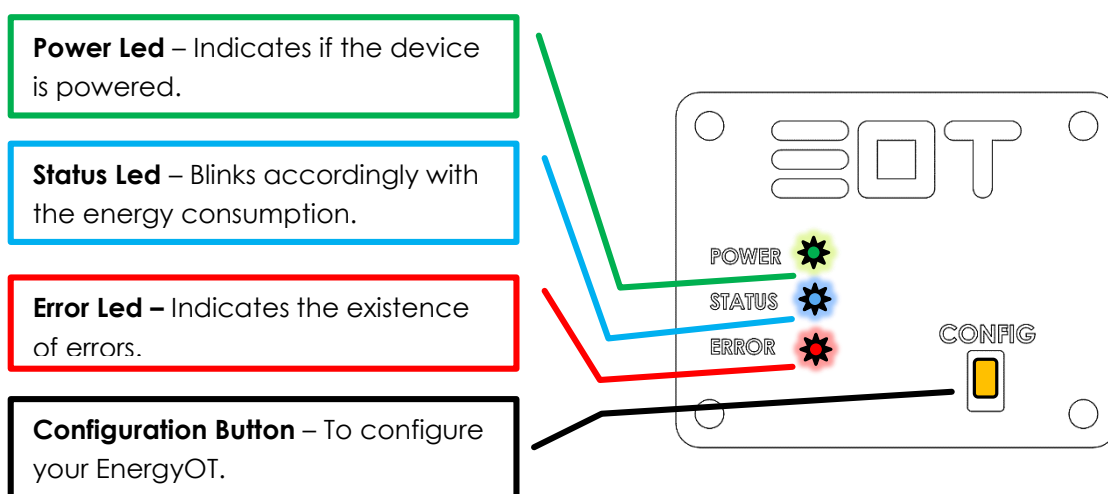 Power Led – Indicates if the device
is powered.
Status Led – Blinks accordingly with
the energy consumption.
Error Led – Indicates the existence
of errors.
Configuration Button – To configure
your EnergyOT.
EOT
POWER
STATUS
ERROR
CONFIG